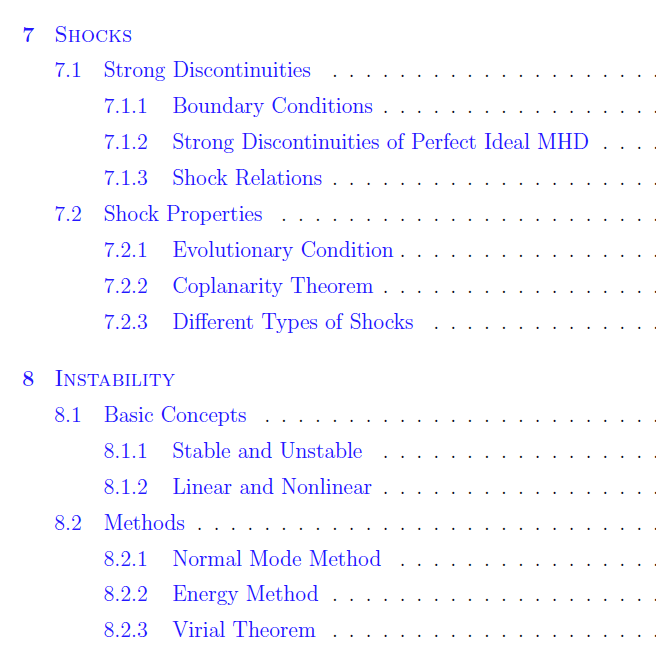 7 Shocks
7.1 Strong Discontinuities . . . . . . . . . . . . . . . . . . . .
7.1.1 Boundary Conditions . . . . . . . . . . . . . . . . .
7.1.2 Strong Discontinuities of Perfect Ideal MHD . . . .
7.1.3 Shock Relations . . . . . . . . . . . . . . . . . . . .
7.2 Shock Properties . . . . . . . . . . . . . . . . . . . . . . .
7.2.1 Evolutionary Condition . . . . . . . . . . . . . . . .
7.2.2 Coplanarity Theorem . . . . . . . . . . . . . . . . .
7.2.3 Different Types of Shocks . . . . . . . . . . . . . .
8 Instability
8.1 Basic Concepts . . . . . . . . . . . . . . . . . . . . . . . .
8.1.1 Stable and Unstable . . . . . . . . . . . . . . . . .
8.1.2 Linear and Nonlinear . . . . . . . . . . . . . . . . .
8.2 Methods . . . . . . . . . . . . . . . . . . . . . . . . . . . .
8.2.1 Normal Mode Method . . . . . . . . . . . . . . . .
8.2.2 Energy Method . . . . . . . . . . . . . . . . . . . .
8.2.3 Virial Theorem . . . . . . . . . . . . . . . . . . . .